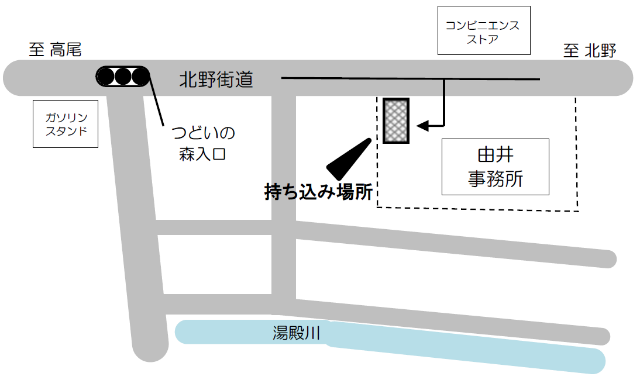 コンビニエンス
ストア
至 高尾
至 北野
北野街道
ガソリン
スタンド
つどいの
森入口
由井
事務所
持ち込み場所
湯殿川